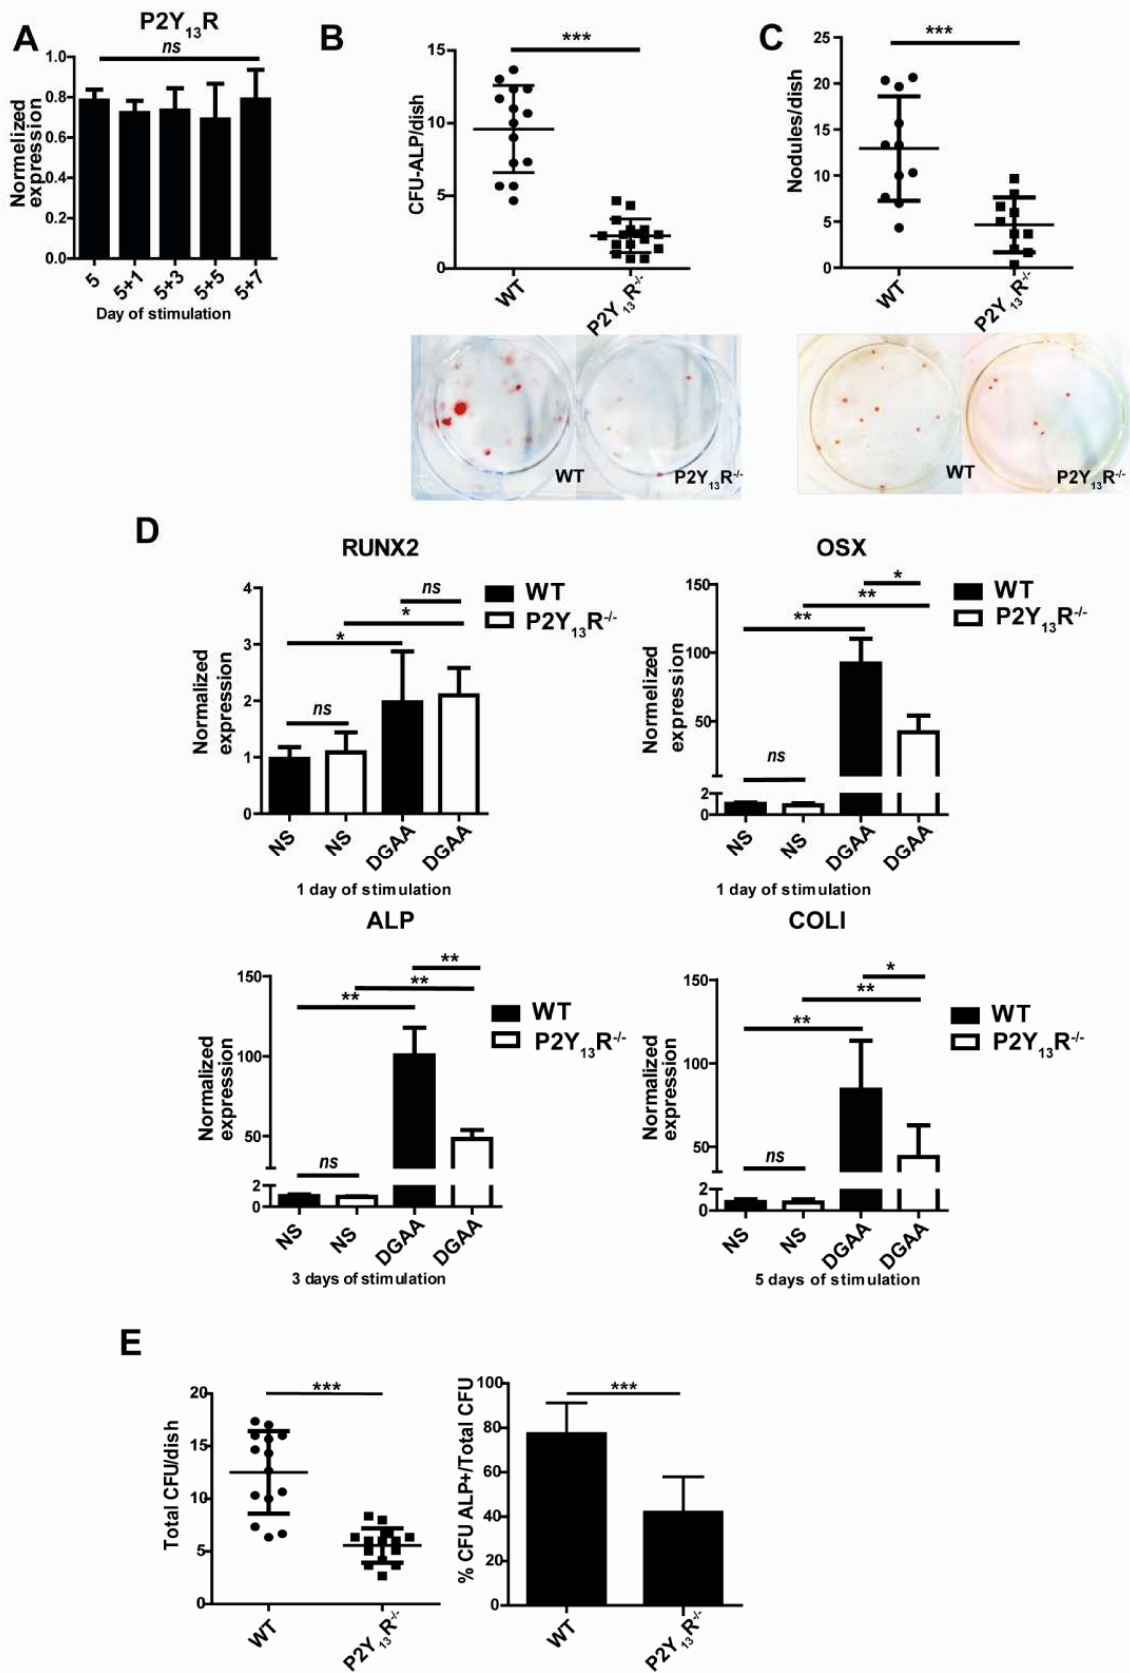 A
P2Y13R
ns
Normelized
expression
1.0
0.8
0.6
0.4
0.2
0.0
5
5+1
5+3
5+5
5+7
Day of stimulation
B
***
CFU-ALP/dish
15
10
5
0
WT
P2Y13R-/-
WT
P2Y13R-/-
C
***
Nodules/dish
25
20
15
10
5
0
WT
P2Y13R-/-
WT
P2Y13R-/-
D
RUNX2
Normalized
expression
4
3
2
1
0
ns
*
*
ns
WT
P2Y13R-/-
NS
NS
DGAA
DGAA
1 day of stimulation
OSX
Normelized
expression
150
100
50
2
0
*
**
**
ns
WT
P2Y13R-/-
NS
NS
DGAA
DGAA
1 day of stimulation
ALP
Normalized
expression
150
100
50
2
0
**
**
**
ns
WT
P2Y13R-/-
NS
NS
DGAA
DGAA
3 days of stimulation
COLI
Normalized
expression
150
100
50
2
0
*
**
**
ns
WT
P2Y13R-/-
NS
NS
DGAA
DGAA
5 days of stimulation
E
***
Total CFU/dish
20
15
10
5
0
WT
P2Y13R-/-
***
% CFU ALP+/Total CFU
100
80
60
40
20
0
WT
P2Y13R-/-